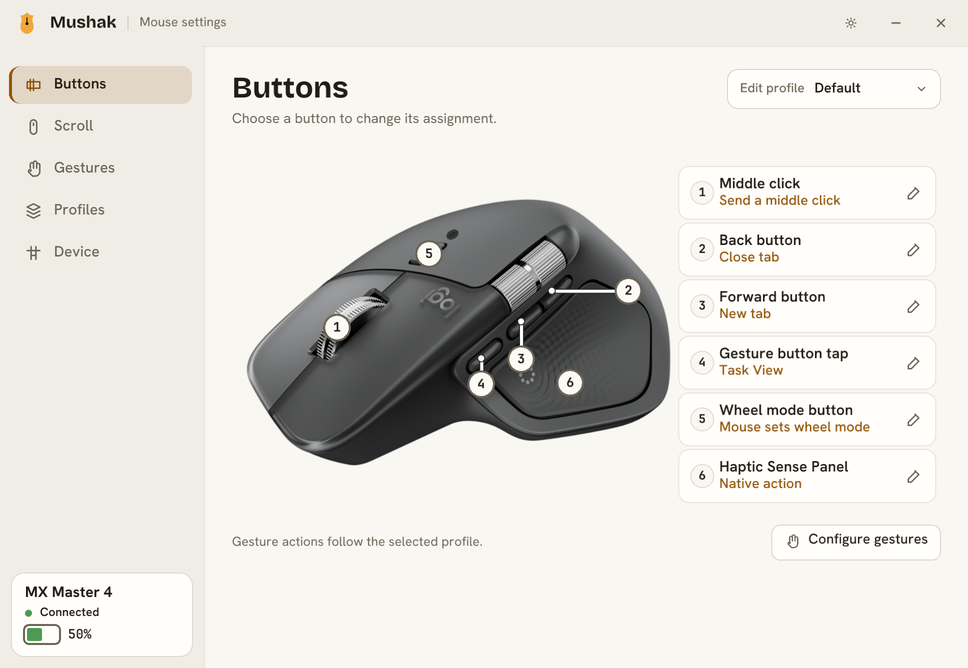 Mushak
Mouse settings
Buttons
Scroll
Gestures
Profiles
Device
MX Master 4
Connected
50%
Buttons
Choose a button to change its assignment.
Edit profile Default
logi
1
2
3
4
5
6
1 Middle click
Send a middle click
2 Back button
Close tab
3 Forward button
New tab
4 Gesture button tap
Task View
5 Wheel mode button
Mouse sets wheel mode
6 Haptic Sense Panel
Native action
Gesture actions follow the selected profile.
Configure gestures